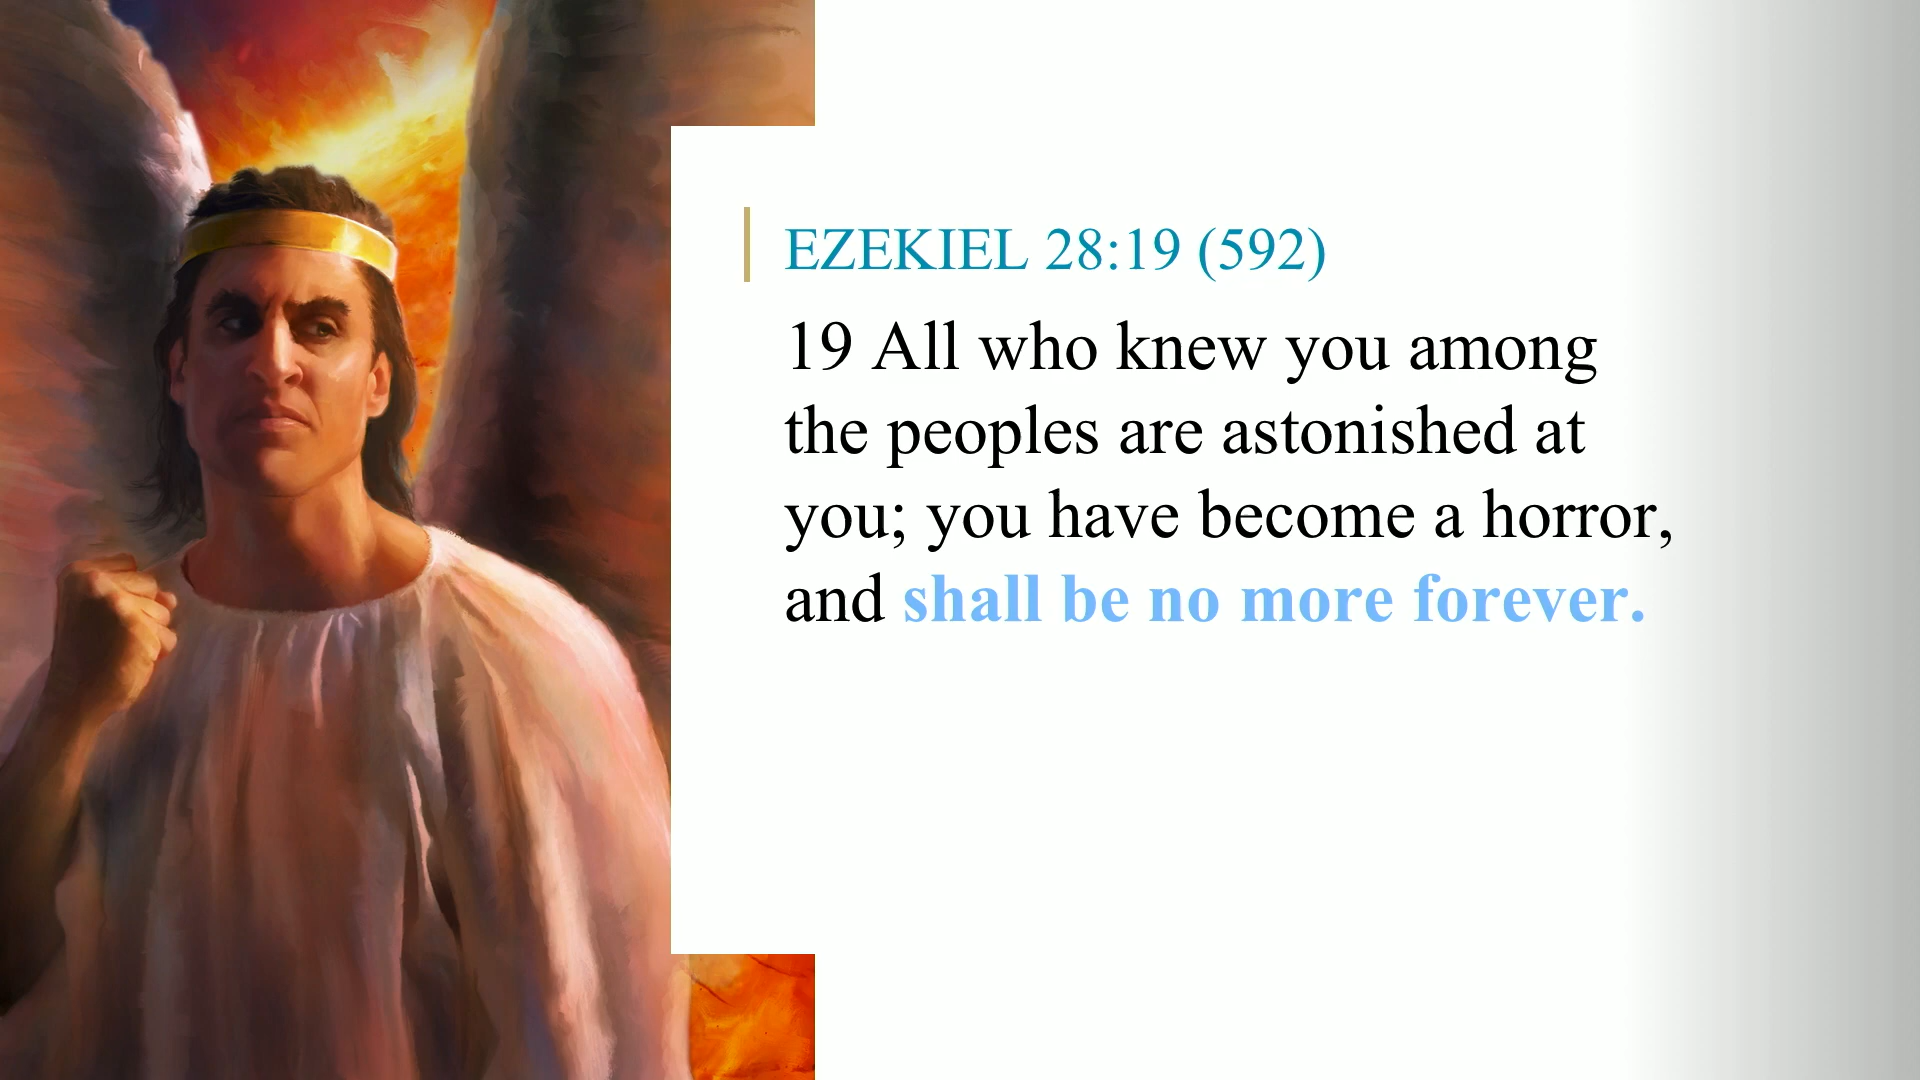 EZEKIEL 28:19 (592)
19 All who knew you among
the peoples are astonished at
you; you have become a horror,
and shall be no more forever.